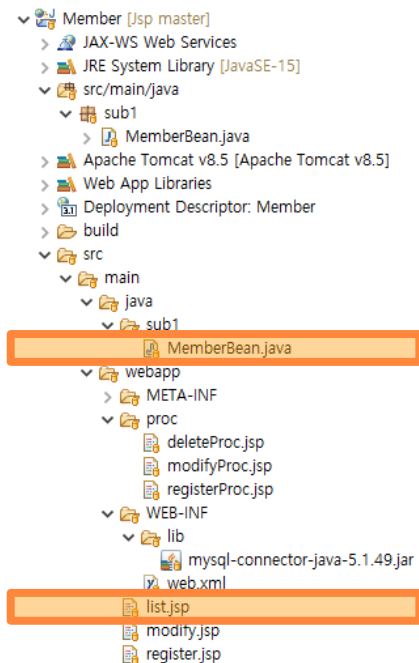 Member [Jsp master]
JAX-WS Web Services
JRE System Library [JavaSE-15]
src/main/java
sub1
MemberBean.java
Apache Tomcat v8.5 [Apache Tomcat v8.5]
Web App Libraries
3.1 Deployment Descriptor: Member
build
src
main
java
sub1
MemberBean.java
webapp
META-INF
proc
deleteProc.jsp
modifyProc.jsp
registerProc.jsp
WEB-INF
lib
mysql-connector-java-5.1.49.jar
web.xml
list.jsp
modify.jsp
register.jsp